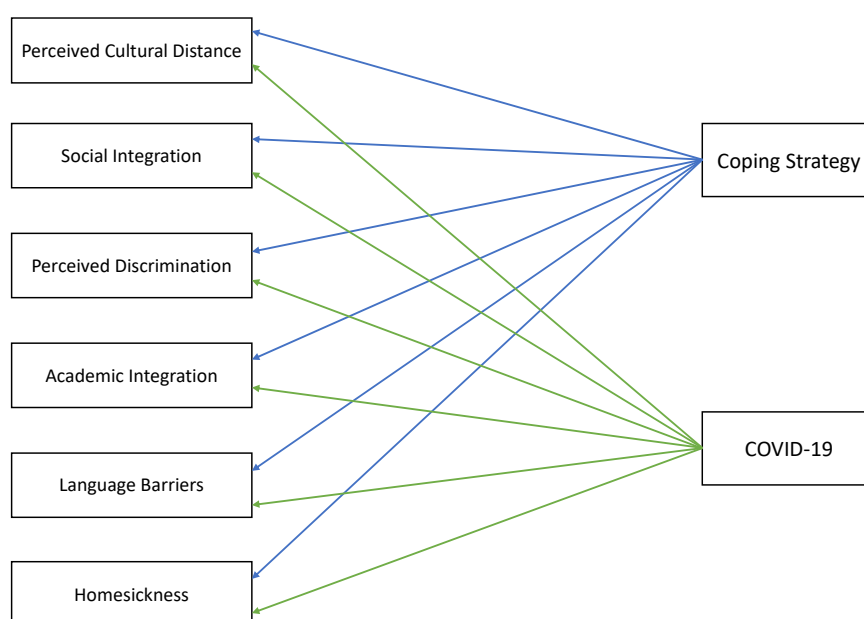 Perceived Cultural Distance
Social Integration
Coping Strategy
Perceived Discrimination
Academic Integration
COVID-19
Language Barriers
Homesickness